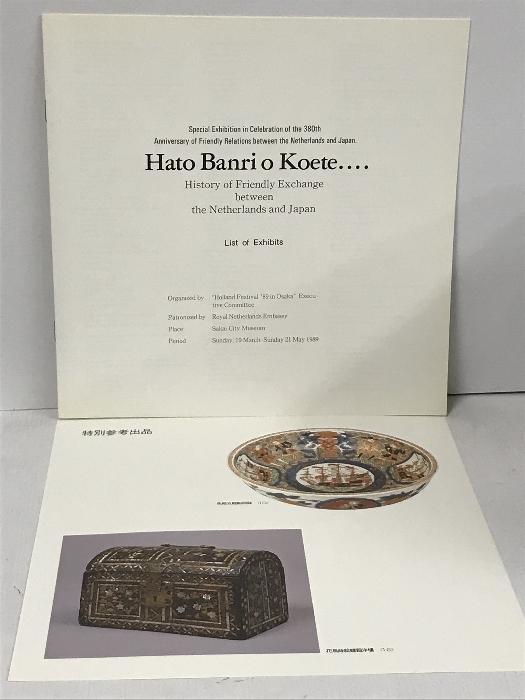 Special Exhibition in Celebration of the 380th
Anniversary of Friendly Relations between the Netherlands and Japan.
Hato Banri o Koete....
History of Friendly Exchange
between
the Netherlands and Japan
List of Exhibits
Organized by "Holland Festival '89 in Osaka" Execu-
tive Committee
Patronized by Royal Netherlands Embassy
Place Sakai City Museum
Period Sunday, 19 March-Sunday 21 May 1989
特別参考出品